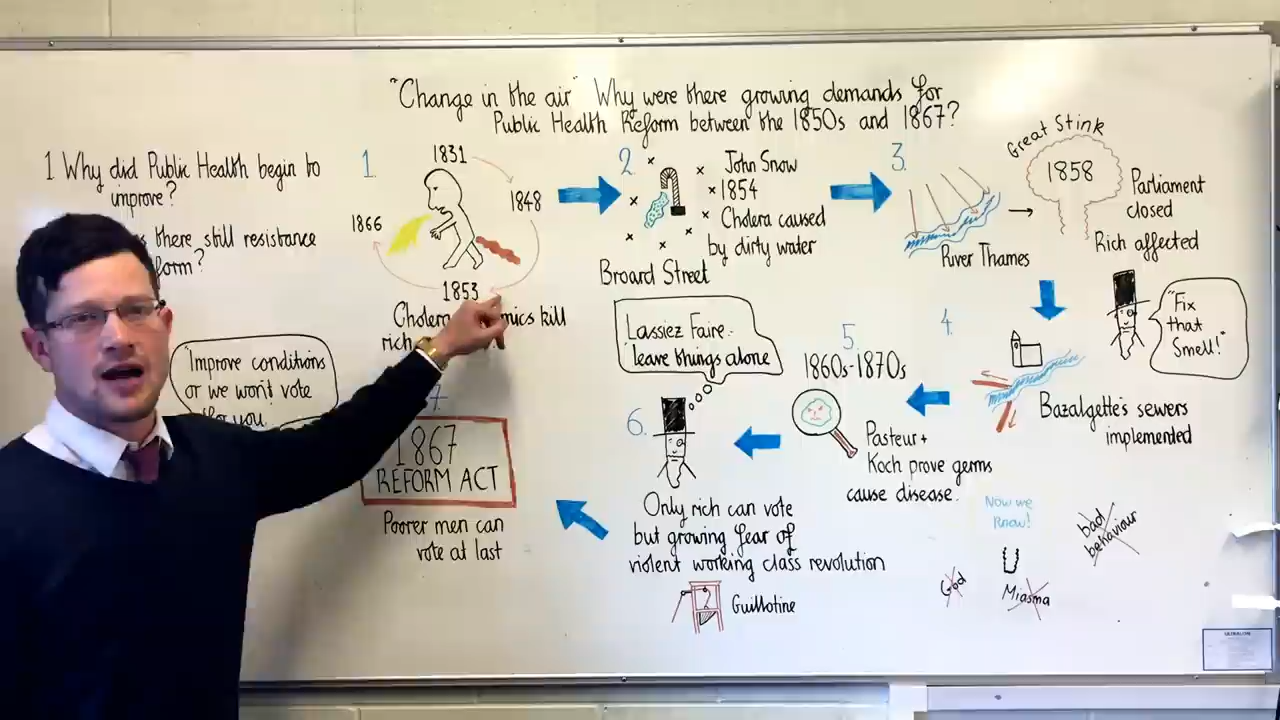 "Change in the air" Why were there growing demands for
Public Health Reform between the 1850s and 1867?
1 Why did Public Health begin to
improve?
there still resistance
form?
1.
1831
1848
1853
1866
Cholera mics kill
rich
2.
John Snow
1854
Cholera caused
by dirty water
Broard Street
3.
River Thames
Great Stink
1858
Parliament
closed
Rich affected
"Fix
that
Smell!"
4.
Bazalgette's sewers
implemented
5.
1860s-1870s
Pasteur +
Koch prove germs
cause disease.
Now we
know!
God
Miasma
bad
behaviour
6.
Lassiez Faire:-
'leave things alone
Only rich can vote
but growing fear of
violent working class revolution
Guillotine
7.
1867
REFORM ACT
Poorer men can
vote at last
"Improve conditions
or we won't vote
for you.